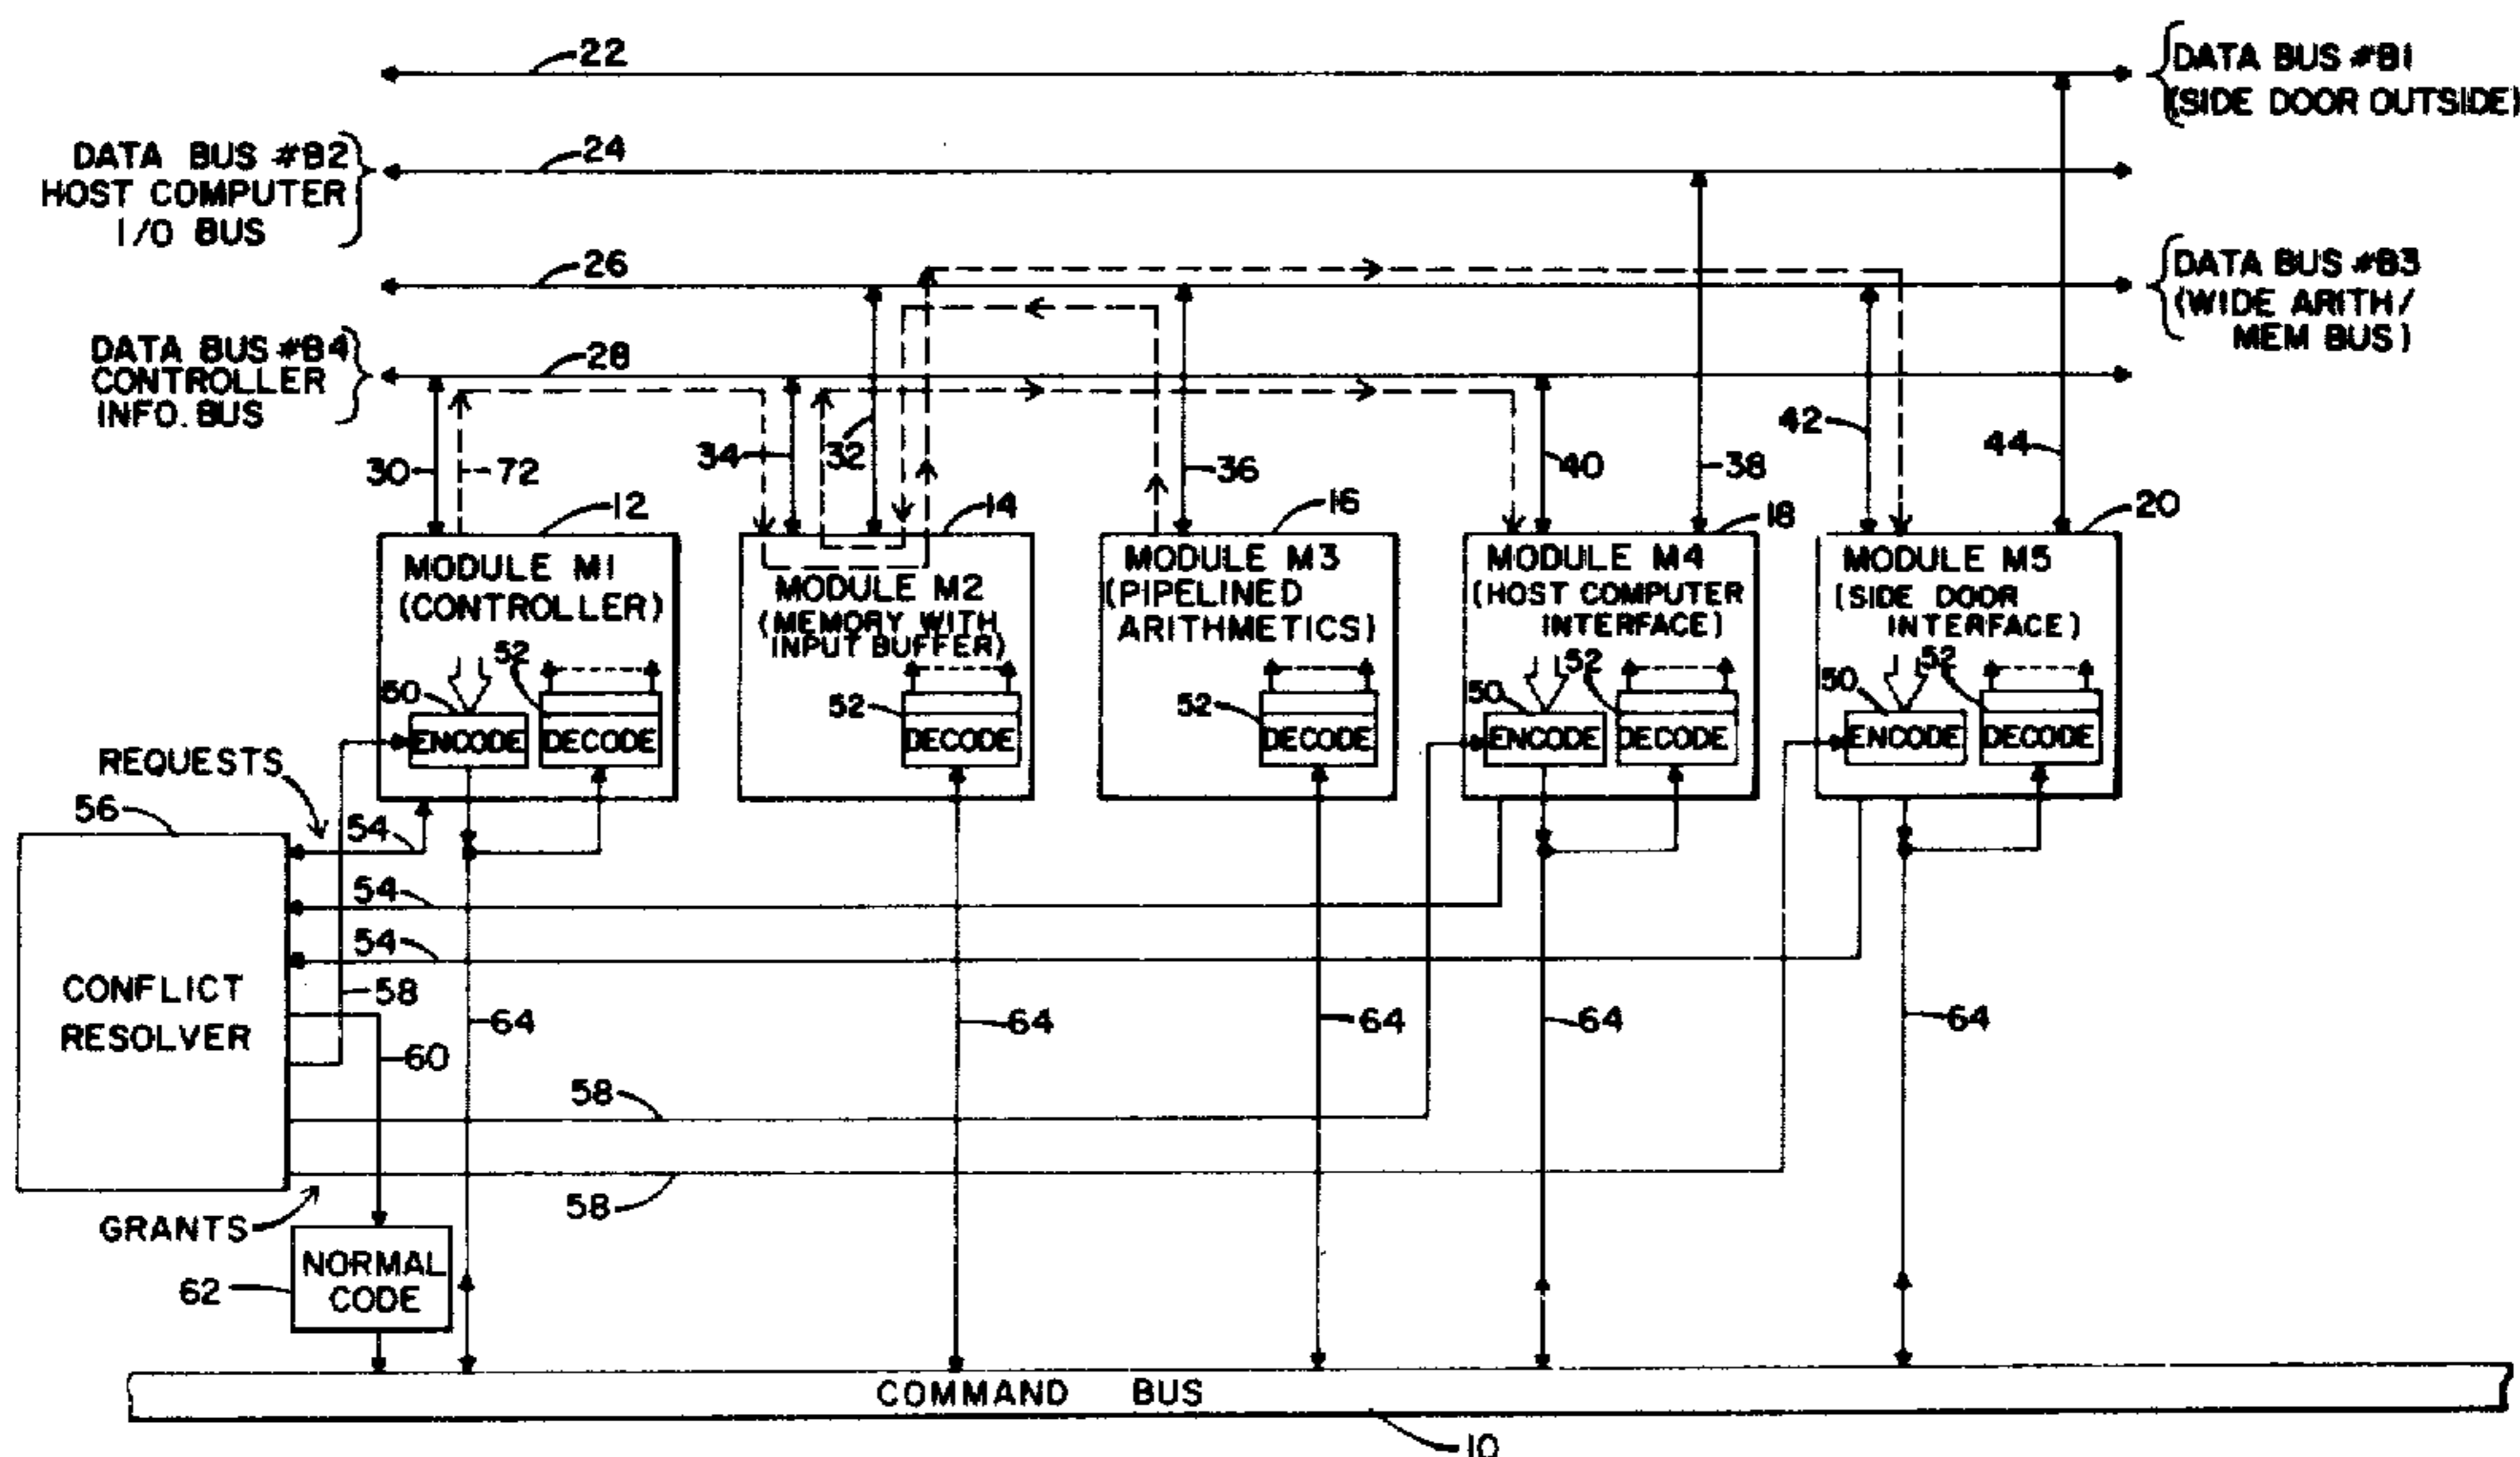 22
DATA BUS #B1
(SIDE DOOR OUTSIDE)
24
DATA BUS #B2
HOST COMPUTER
I/O BUS
26
DATA BUS #B3
(WIDE ARITH/
MEM BUS)
28
DATA BUS #B4
CONTROLLER
INFO. BUS
30
72
34
32
36
40
38
42
44
12
14
16
18
20
MODULE M1
(CONTROLLER)
MODULE M2
(MEMORY WITH
INPUT BUFFER)
MODULE M3
(PIPELINED
ARITHMETICS)
MODULE M4
(HOST COMPUTER
INTERFACE)
MODULE M5
(SIDE DOOR
INTERFACE)
50
52
52
52
50
52
50
52
ENCODE
DECODE
DECODE
DECODE
ENCODE
DECODE
ENCODE
DECODE
REQUESTS
56
54
54
54
CONFLICT
RESOLVER
58
60
64
64
64
64
64
58
58
GRANTS
NORMAL
CODE
62
COMMAND BUS
10